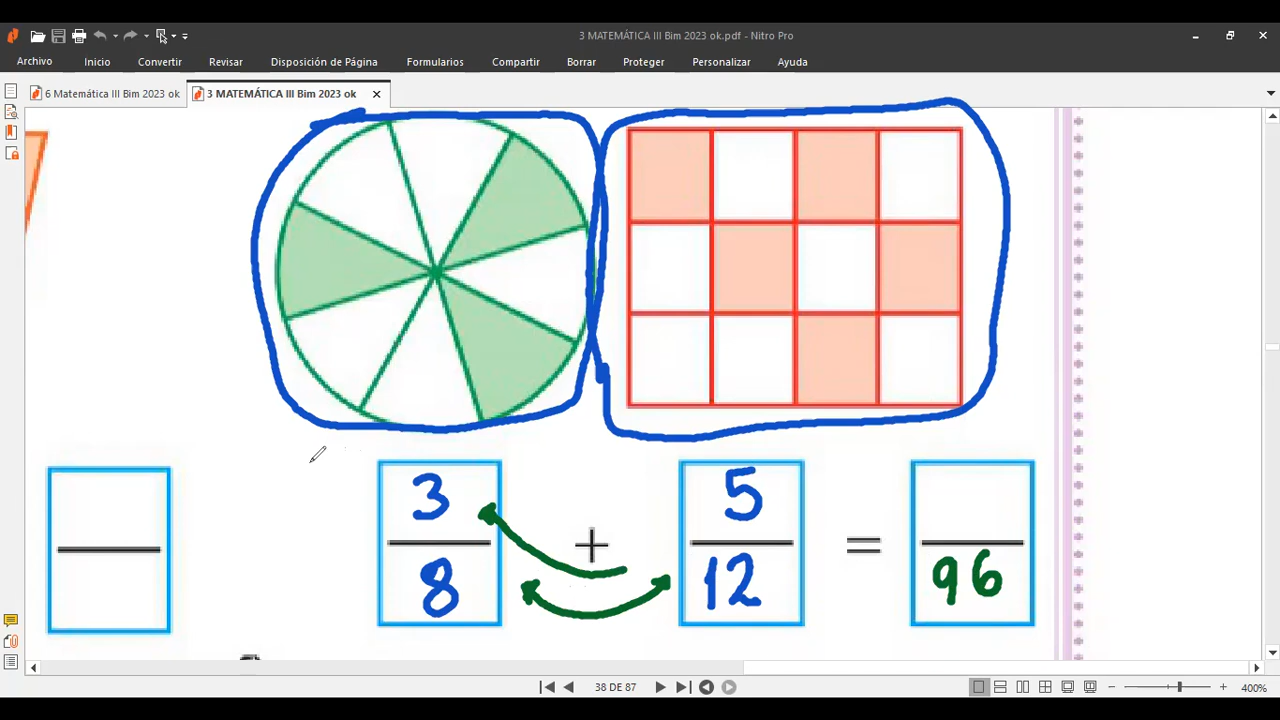 3 MATEMÁTICA III Bim 2023 ok.pdf - Nitro Pro
Archivo Inicio Convertir Revisar Disposición de Página Formularios Compartir Borrar Proteger Personalizar Ayuda
6 Matemática III Bim 2023 ok 3 MATEMÁTICA III Bim 2023 ok
3 5
+ =
8 12 96
38 DE 87
400%